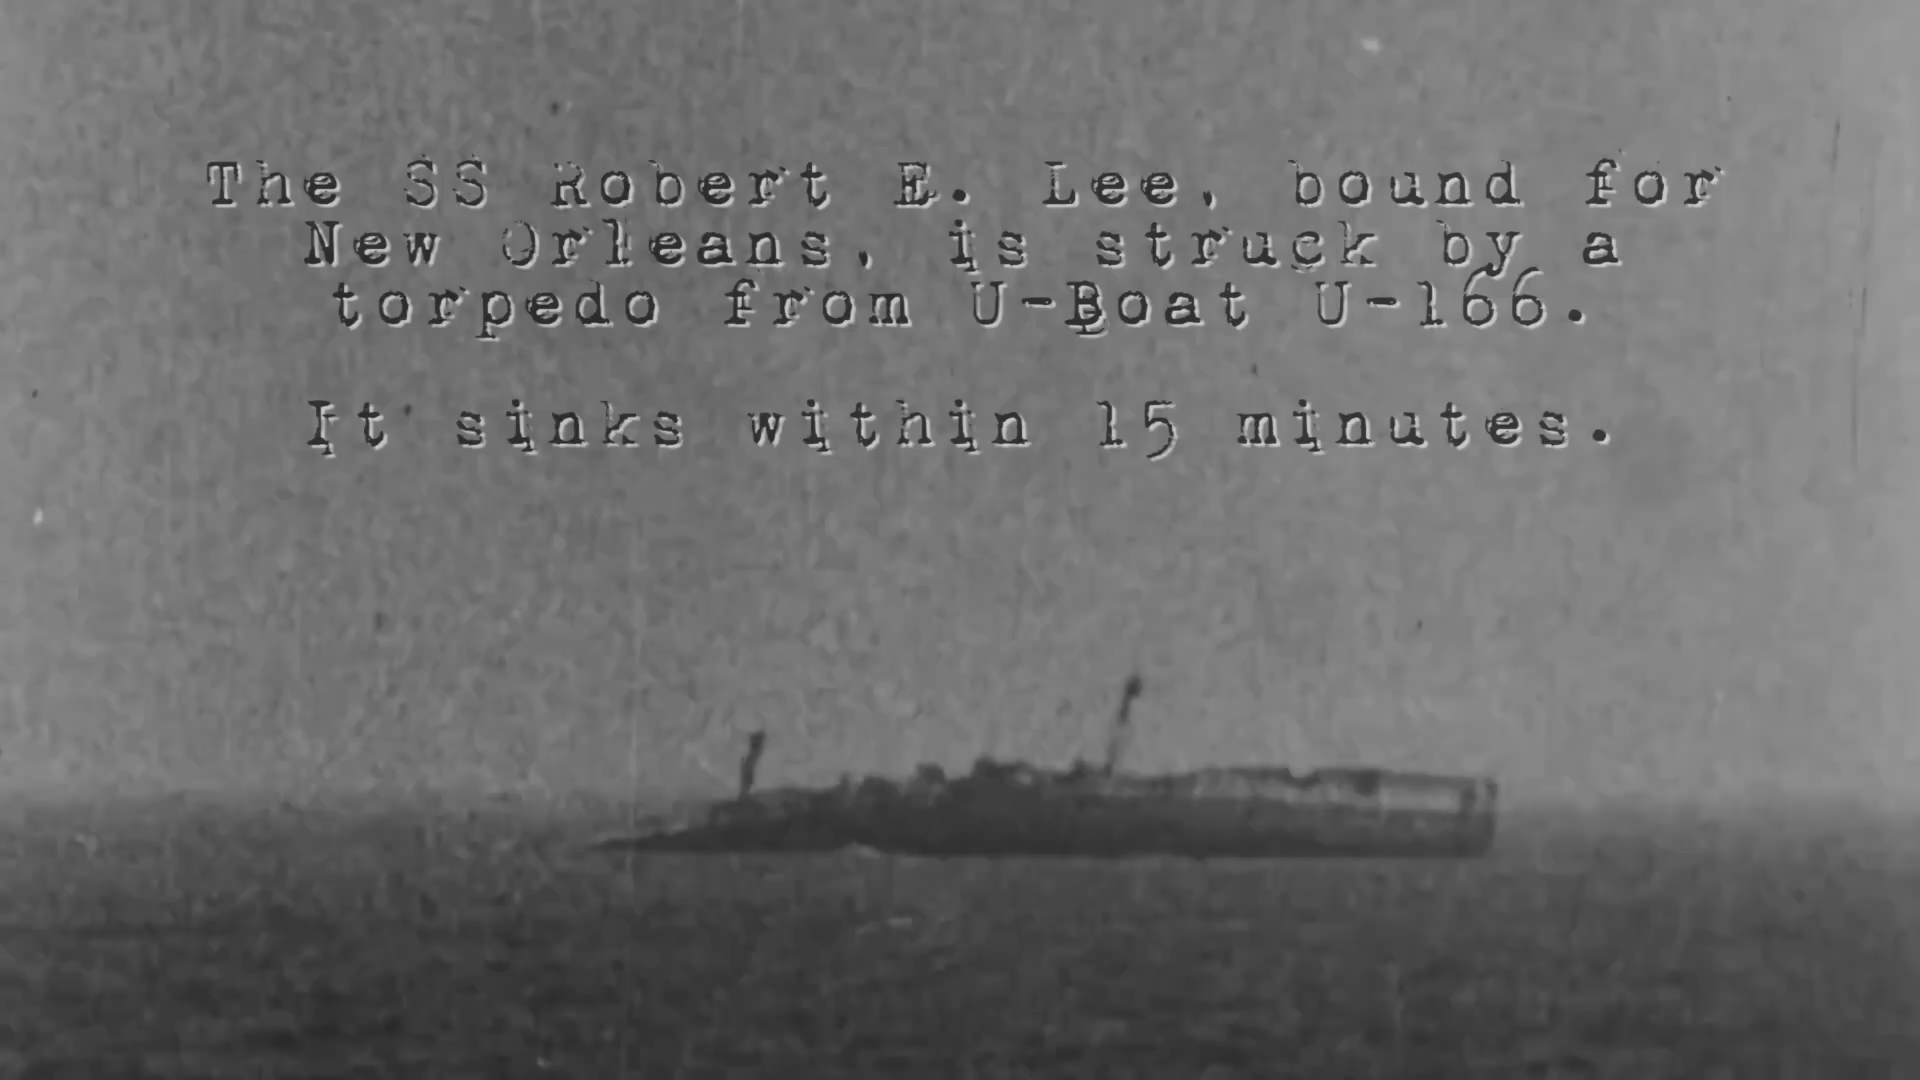 The SS Robert E. Lee, bound for
New Orleans, is struck by a
torpedo from U-Boat U-166.
It sinks within 15 minutes.